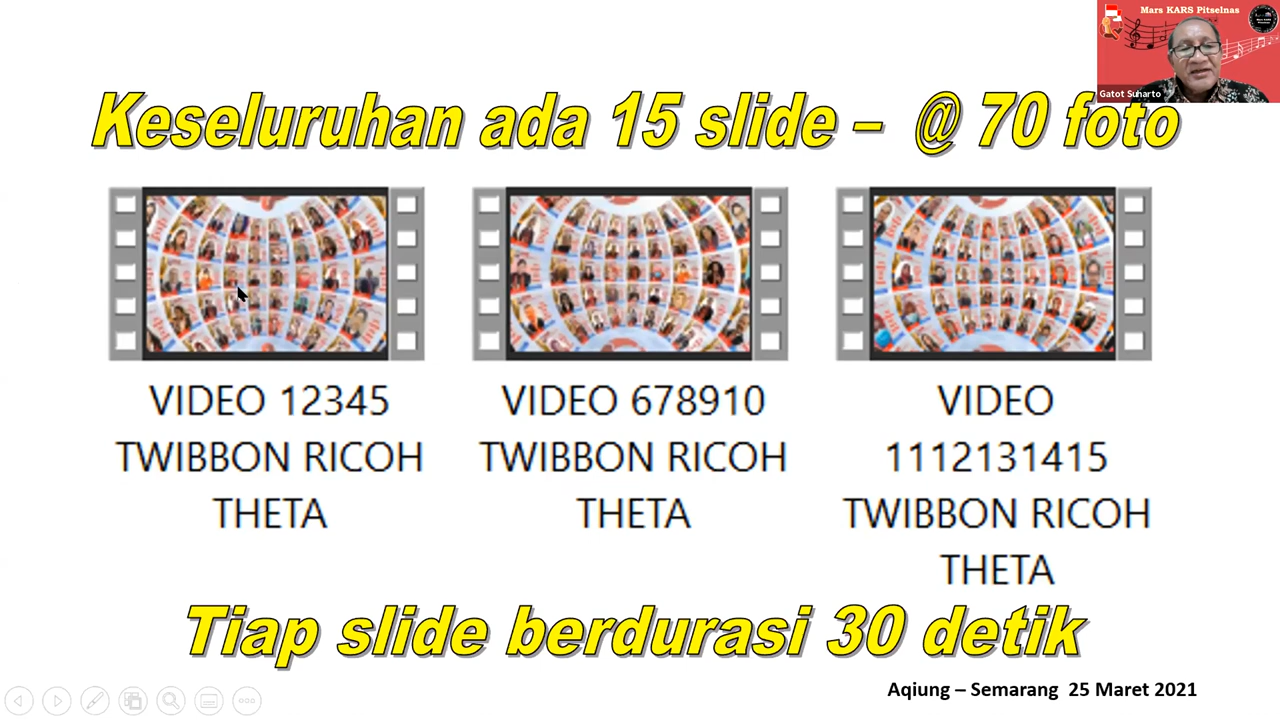 Mars KARS Pitselnas
Gatot Suharto
Keseluruhan ada 15 slide – @ 70 foto
VIDEO 12345
TWIBBON RICOH
THETA
VIDEO 678910
TWIBBON RICOH
THETA
VIDEO
1112131415
TWIBBON RICOH
THETA
Tiap slide berdurasi 30 detik
Aqiung – Semarang 25 Maret 2021